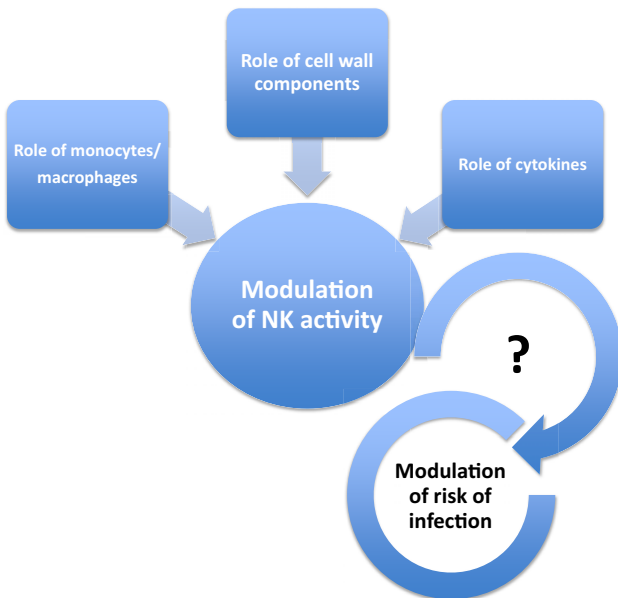 Role of cell wall
components
Role of monocytes/
macrophages
Role of cytokines
Modulation
of NK activity
?
Modulation
of risk of
infection